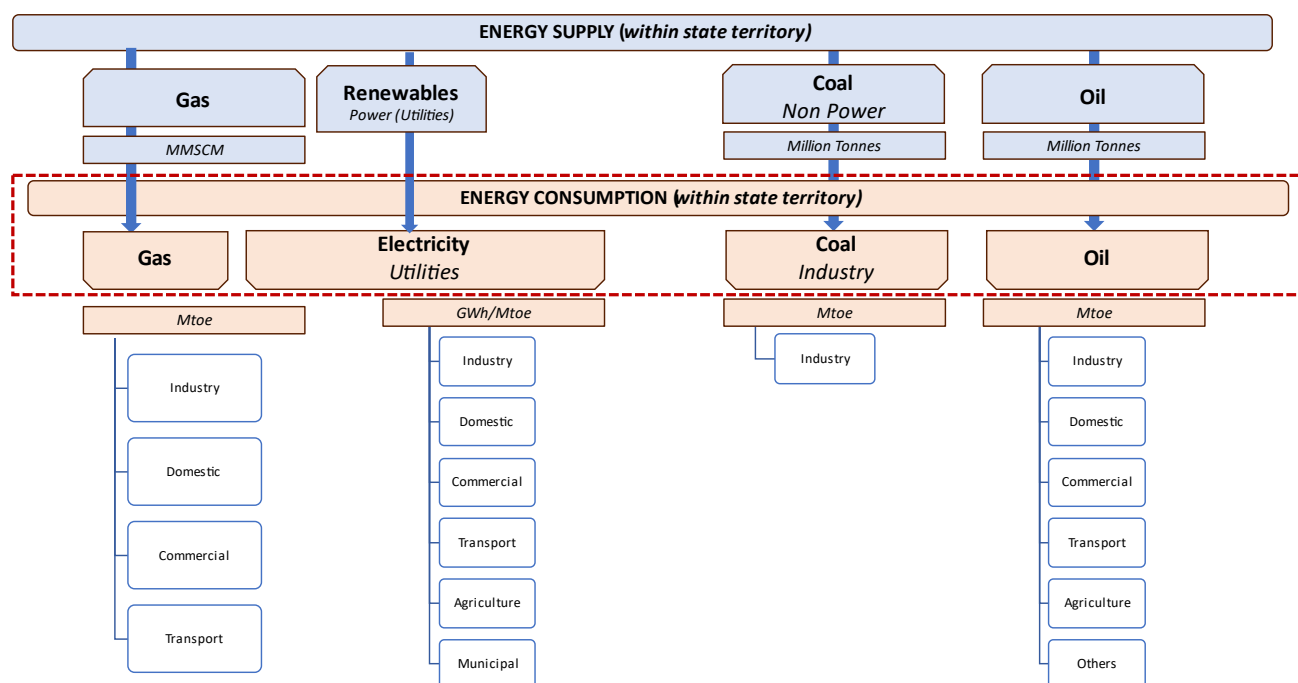 ENERGY SUPPLY (within state territory)
Gas
Renewables
Power (Utilities)
Coal
Non Power
Oil
MMSCM
Million Tonnes
Million Tonnes
ENERGY CONSUMPTION (within state territory)
Gas
Electricity
Utilities
Coal
Industry
Oil
Mtoe
GWh/Mtoe
Mtoe
Mtoe
Industry
Domestic
Commercial
Transport
Industry
Domestic
Commercial
Transport
Agriculture
Municipal
Industry
Industry
Domestic
Commercial
Transport
Agriculture
Others